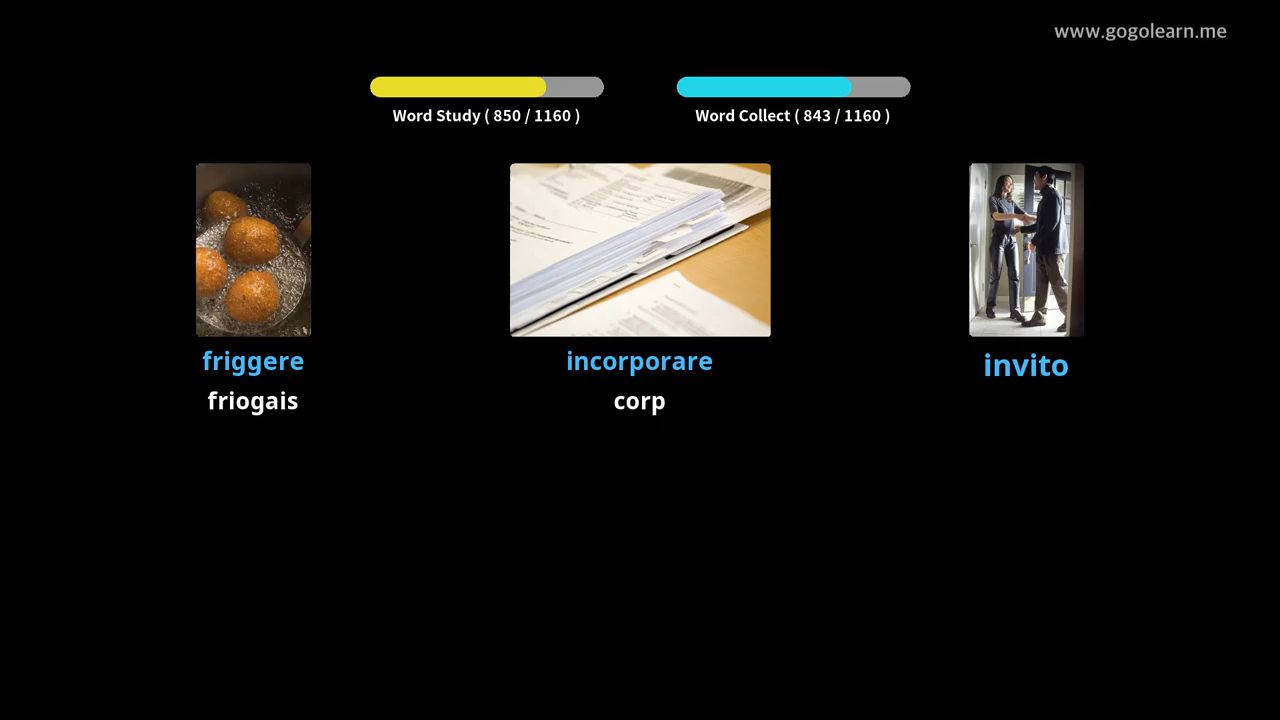 www.gogolearn.me
Word Study ( 850 / 1160 )
Word Collect ( 843 / 1160 )
friggere
friogais
incorporare
corp
invito